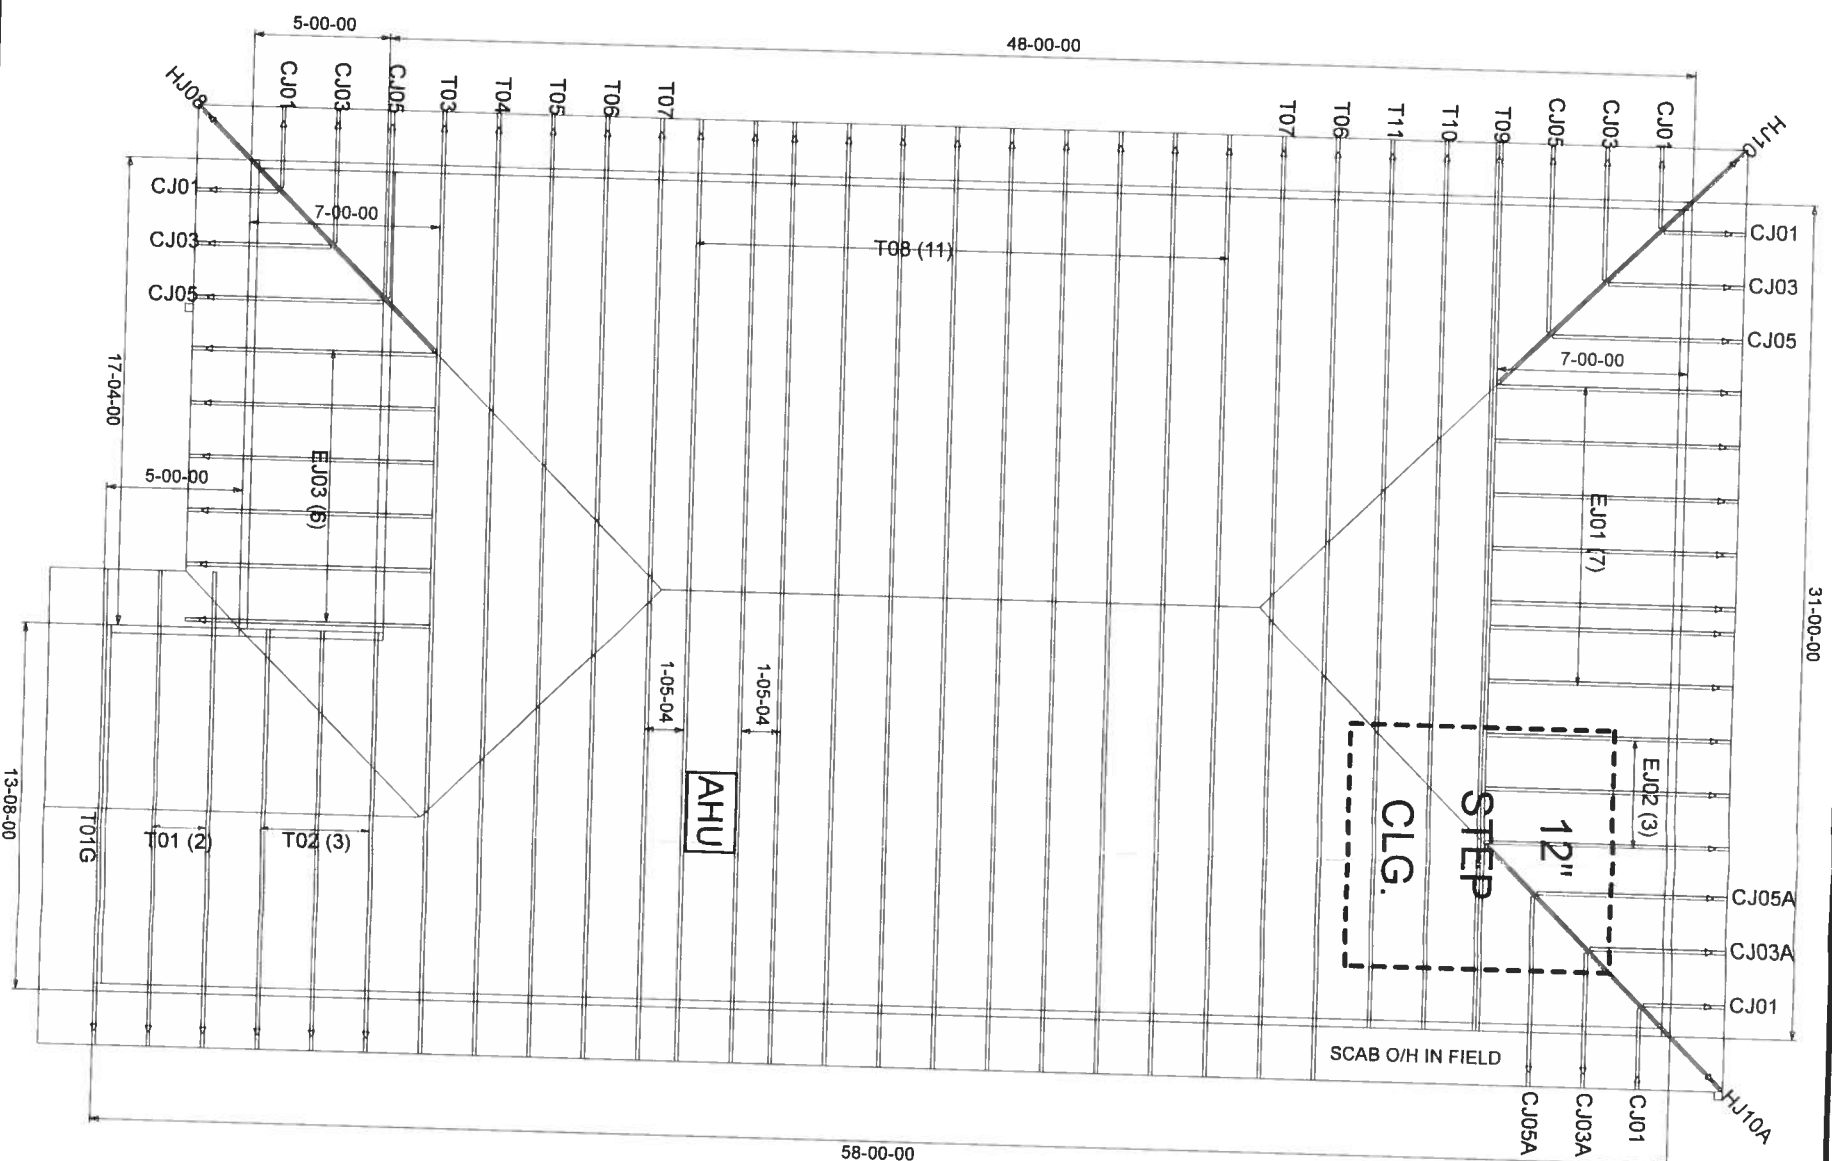 5-00-00
48-00-00
HJ08
CJ01
CJ03
CJ05
T03
T04
T05
T06
T07
T07
T06
T11
T10
T09
CJ05
CJ03
CJ01
HJ10
CJ01
CJ03
CJ05
7-00-00
T08 (11)
CJ01
CJ03
CJ05
7-00-00
17-04-00
EJ03 (6)
5-00-00
EJ01 (7)
31-00-00
1-05-04
1-05-04
AHU
12"
STEP
CLG.
EJ02 (3)
CJ05A
CJ03A
CJ01
13-08-00
T01G
T01 (2)
T02 (3)
SCAB O/H IN FIELD
CJ05A
CJ03A
CJ01
HJ10A
58-00-00